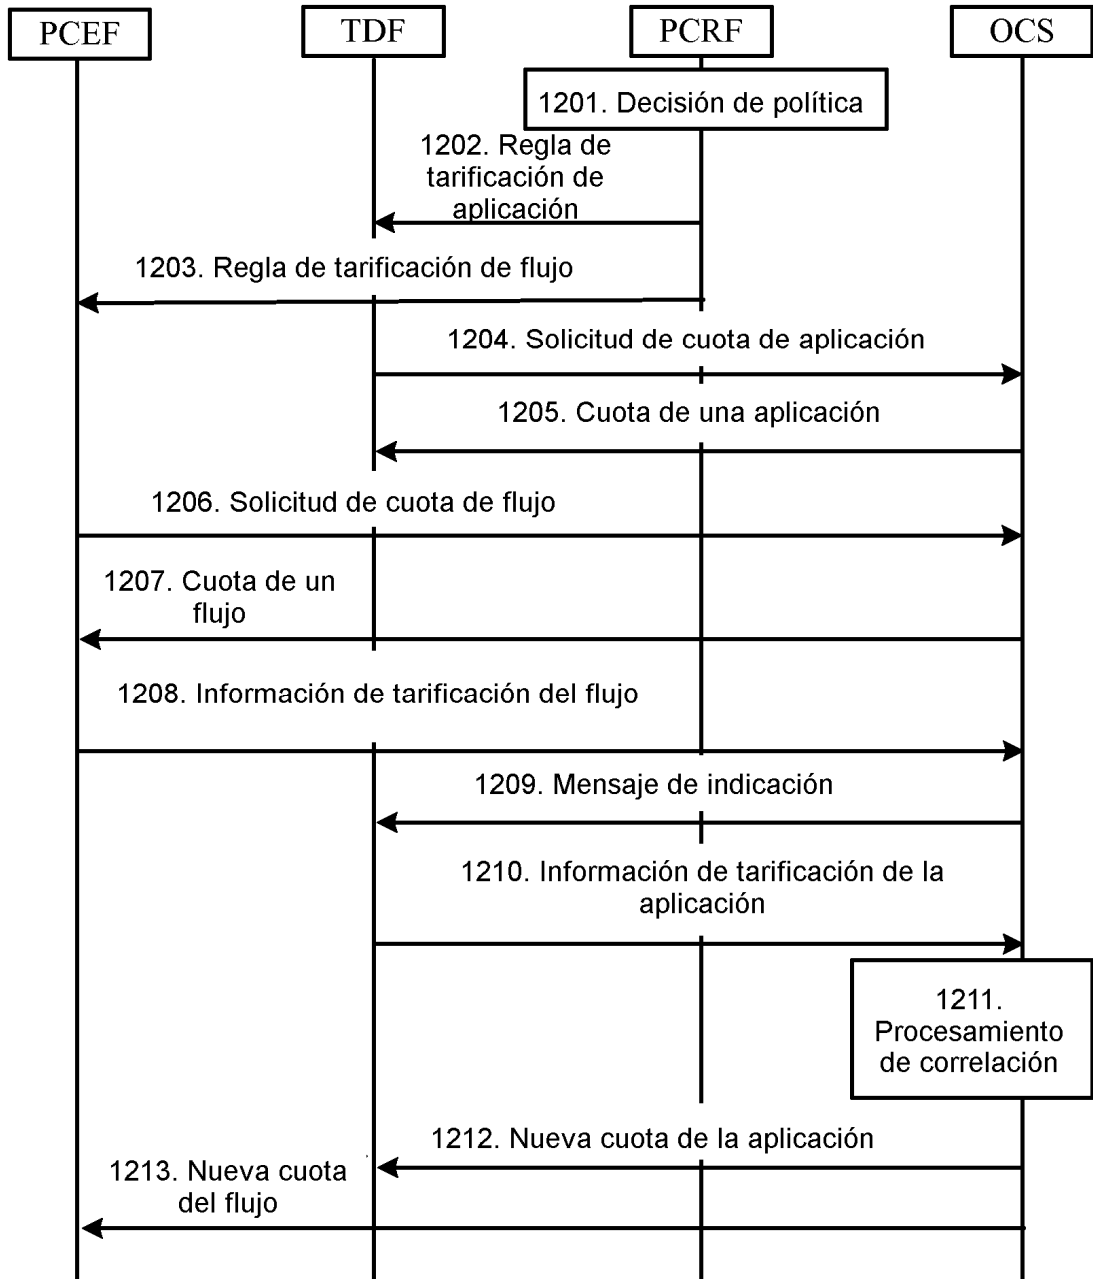 PCEF
TDF
PCRF
OCS
1201. Decisión de política
1202. Regla de
tarificación de
aplicación
1203. Regla de tarificación de flujo
1204. Solicitud de cuota de aplicación
1205. Cuota de una aplicación
1206. Solicitud de cuota de flujo
1207. Cuota de un
flujo
1208. Información de tarificación del flujo
1209. Mensaje de indicación
1210. Información de tarificación de la
aplicación
1211.
Procesamiento
de correlación
1212. Nueva cuota de la aplicación
1213. Nueva cuota
del flujo